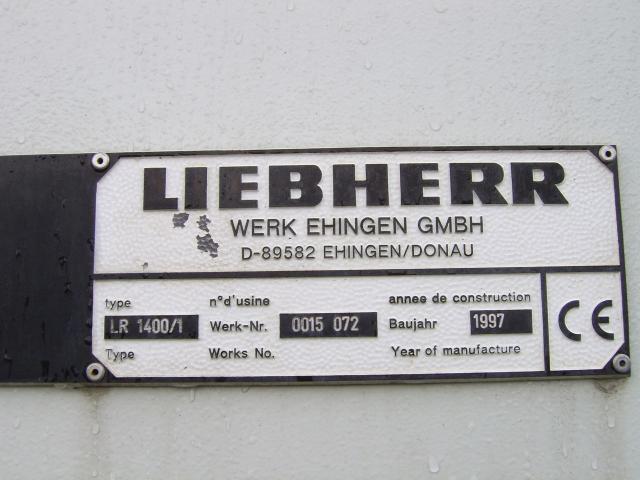 LIEBHERR
WERK EHINGEN GMBH
D-89582 EHINGEN/DONAU
type n°d'usine annee de construction
LR 1400/1 Werk-Nr. 0015 072 Baujahr 1997
Type Works No. Year of manufacture
CE